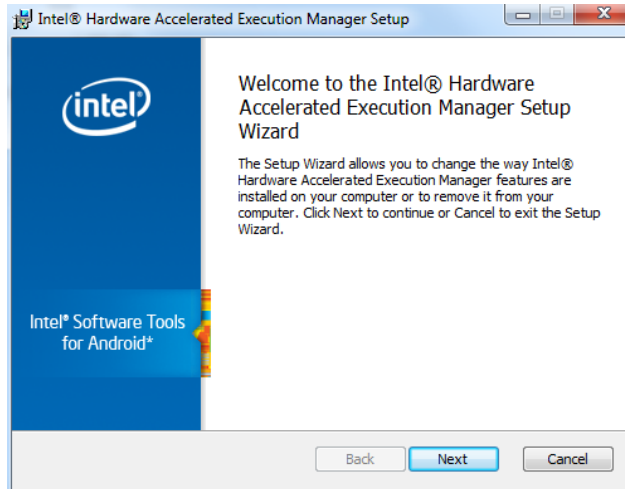 Intel® Hardware Accelerated Execution Manager Setup
intel
Welcome to the Intel® Hardware
Accelerated Execution Manager Setup
Wizard
The Setup Wizard allows you to change the way Intel®
Hardware Accelerated Execution Manager features are
installed on your computer or to remove it from your
computer. Click Next to continue or Cancel to exit the Setup
Wizard.
Intel® Software Tools
for Android*
Back
Next
Cancel